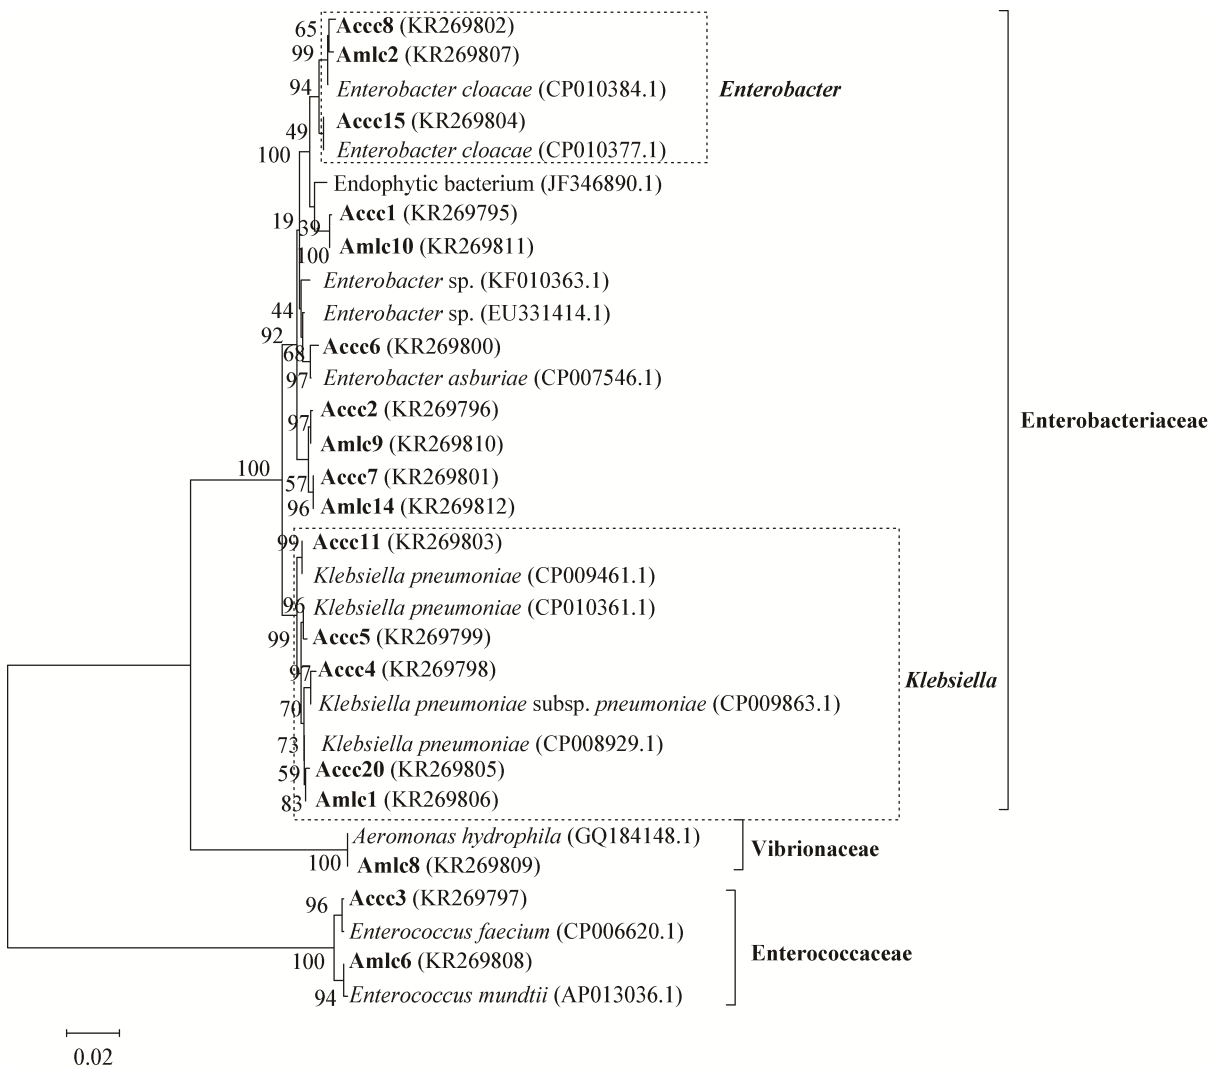 65
Accc8 (KR269802)
99
Amlc2 (KR269807)
94
Enterobacter cloacae (CP010384.1)
Enterobacter
49
Accc15 (KR269804)
100
Enterobacter cloacae (CP010377.1)
Endophytic bacterium (JF346890.1)
19
39
Accc1 (KR269795)
100
Amlc10 (KR269811)
Enterobacter sp. (KF010363.1)
44
Enterobacter sp. (EU331414.1)
92
68
Accc6 (KR269800)
97
Enterobacter asburiae (CP007546.1)
97
Accc2 (KR269796)
Enterobacteriaceae
Amlc9 (KR269810)
100
57
Accc7 (KR269801)
96
Amlc14 (KR269812)
99
Accc11 (KR269803)
Klebsiella pneumoniae (CP009461.1)
96
Klebsiella pneumoniae (CP010361.1)
99
Accc5 (KR269799)
97
Accc4 (KR269798)
Klebsiella
70
Klebsiella pneumoniae subsp. pneumoniae (CP009863.1)
73
Klebsiella pneumoniae (CP008929.1)
59
Accc20 (KR269805)
83
Amlc1 (KR269806)
Aeromonas hydrophila (GQ184148.1)
Vibrionaceae
100
Amlc8 (KR269809)
96
Accc3 (KR269797)
Enterococcus faecium (CP006620.1)
Enterococcaceae
100
Amlc6 (KR269808)
94
Enterococcus mundtii (AP013036.1)
0.02